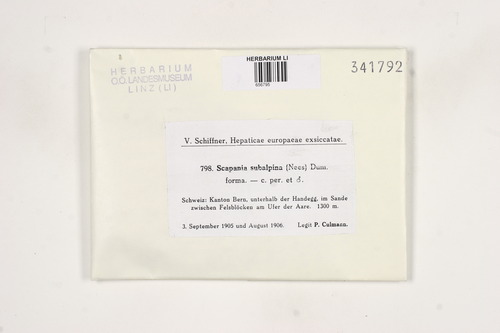 HERBARIUM
O.Ö. LANDESMUSEUM
LINZ (LI)
HERBARIUM LI
341792
V. Schiffner, Hepaticae europaeae exsiccatae.
798. Scapania subalpina (Nees) Dum.
forma. — c. per. et ♂.
Schweiz: Kanton Bern, unterhalb der Handegg, im Sande
zwischen Felsblöcken am Ufer der Aare. 1300 m.
3. September 1905 und August 1906. Legit P. Culmann.